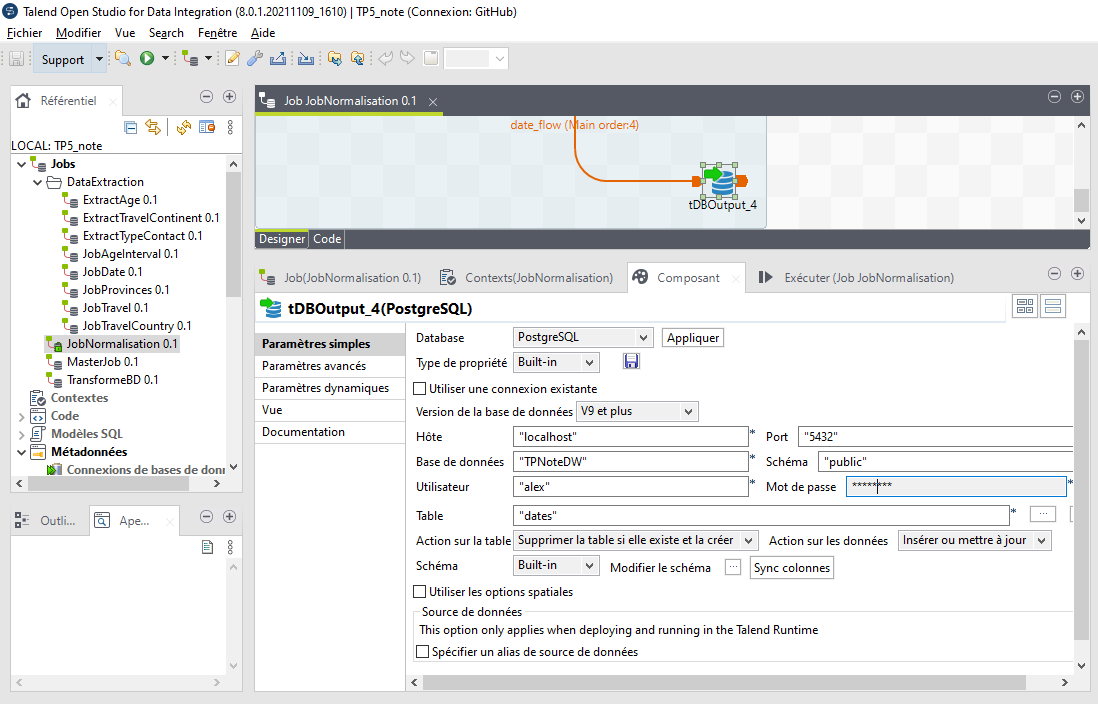 Talend Open Studio for Data Integration (8.0.1.20211109_1610) | TP5_note (Connexion: GitHub)
Fichier Modifier Vue Search Fenêtre Aide
Support
Référentiel
LOCAL: TP5_note
Jobs
DataExtraction
ExtractAge 0.1
ExtractTravelContinent 0.1
ExtractTypeContact 0.1
JobAgeInterval 0.1
JobDate 0.1
JobProvinces 0.1
JobTravel 0.1
JobTravelCountry 0.1
JobNormalisation 0.1
MasterJob 0.1
TransformeBD 0.1
Contextes
Code
Modèles SQL
Métadonnées
Connexions de bases de donn
Outli...
Ape...
Job JobNormalisation 0.1
date_flow (Main order:4)
tDBOutput_4
Designer Code
Job(JobNormalisation 0.1) Contexts(JobNormalisation) Composant Exécuter (Job JobNormalisation)
tDBOutput_4(PostgreSQL)
Paramètres simples
Paramètres avancés
Paramètres dynamiques
Vue
Documentation
Database PostgreSQL Appliquer
Type de propriété Built-in
Utiliser une connexion existante
Version de la base de données V9 et plus
Hôte "localhost" * Port "5432"
Base de données "TPNoteDW" * Schéma "public"
Utilisateur "alex" * Mot de passe ******** *
Table "dates" * ...
Action sur la table Supprimer la table si elle existe et la créer Action sur les données Insérer ou mettre à jour
Schéma Built-in Modifier le schéma ... Sync colonnes
Utiliser les options spatiales
Source de données
This option only applies when deploying and running in the Talend Runtime
Spécifier un alias de source de données